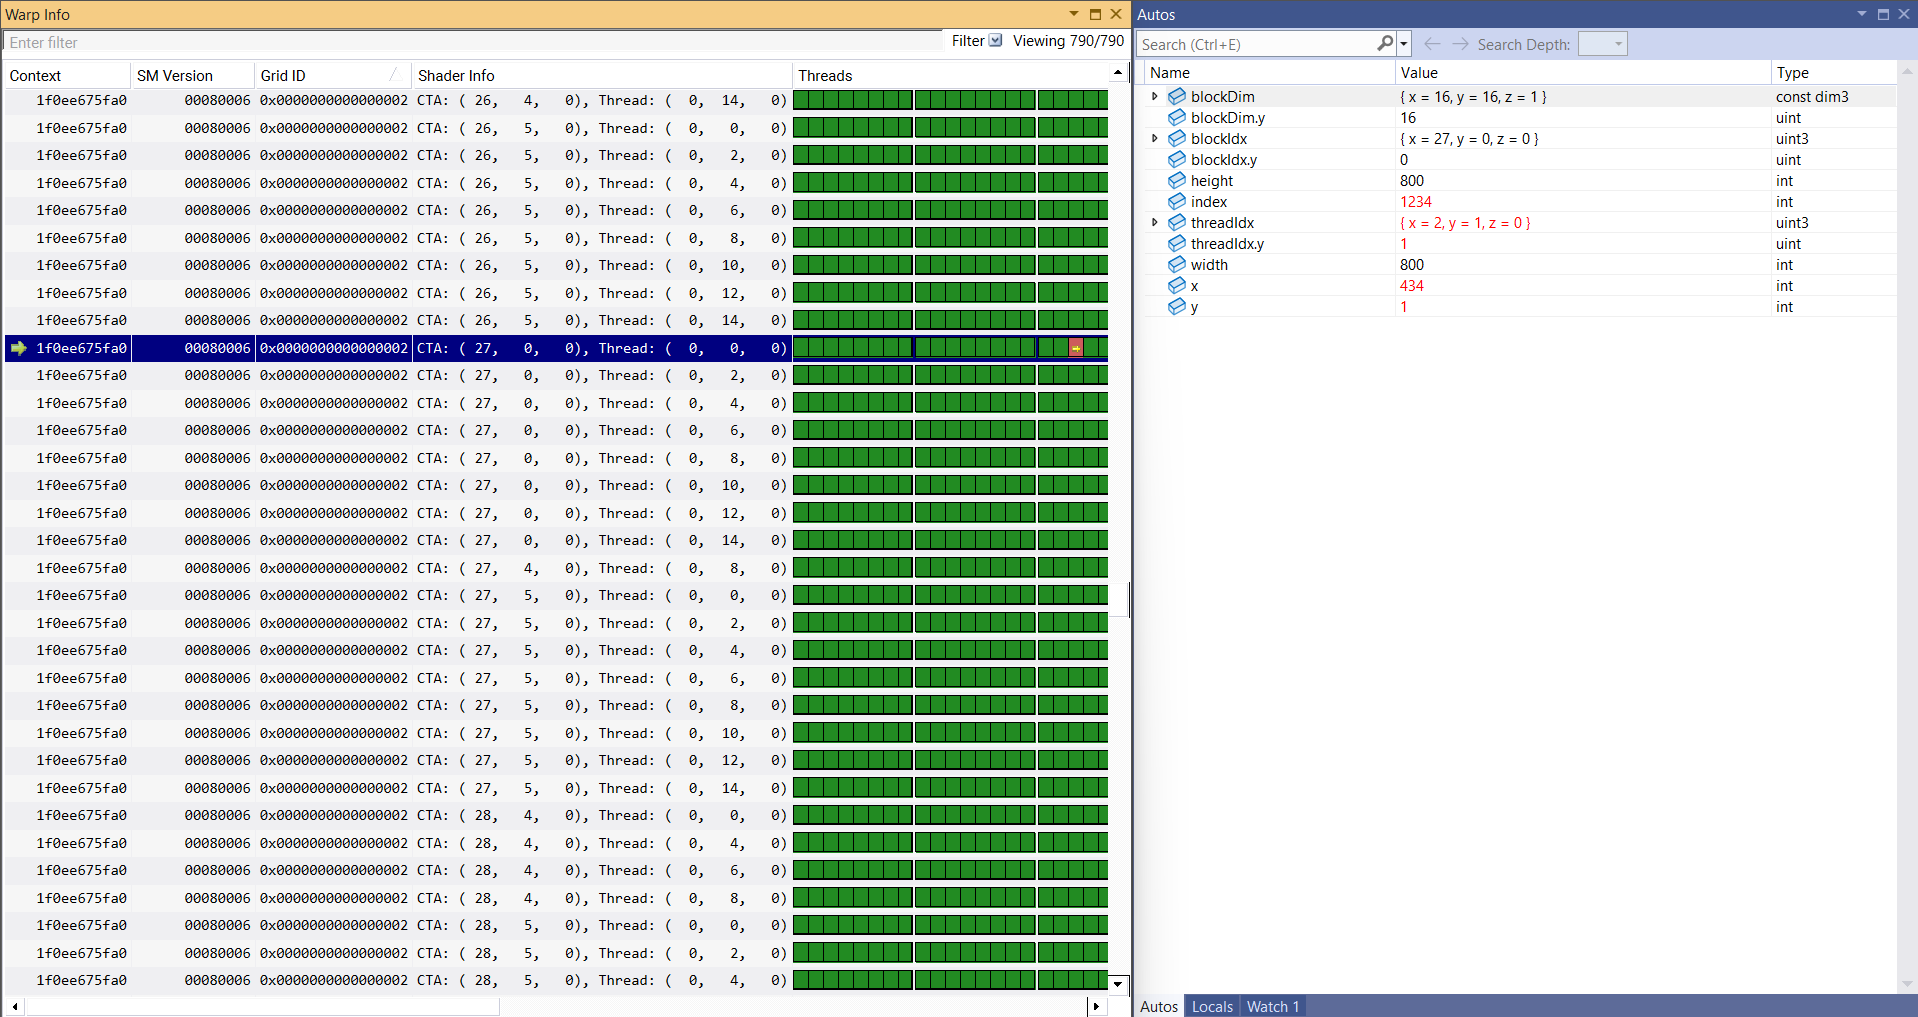 Warp Info
Enter filter
Filter Viewing 790/790
Context SM Version Grid ID Shader Info Threads
1f0ee675fa0 00080006 0x0000000000000002 CTA: ( 26, 4, 0), Thread: ( 0, 14, 0)
1f0ee675fa0 00080006 0x0000000000000002 CTA: ( 26, 5, 0), Thread: ( 0, 0, 0)
1f0ee675fa0 00080006 0x0000000000000002 CTA: ( 26, 5, 0), Thread: ( 0, 2, 0)
1f0ee675fa0 00080006 0x0000000000000002 CTA: ( 26, 5, 0), Thread: ( 0, 4, 0)
1f0ee675fa0 00080006 0x0000000000000002 CTA: ( 26, 5, 0), Thread: ( 0, 6, 0)
1f0ee675fa0 00080006 0x0000000000000002 CTA: ( 26, 5, 0), Thread: ( 0, 8, 0)
1f0ee675fa0 00080006 0x0000000000000002 CTA: ( 26, 5, 0), Thread: ( 0, 10, 0)
1f0ee675fa0 00080006 0x0000000000000002 CTA: ( 26, 5, 0), Thread: ( 0, 12, 0)
1f0ee675fa0 00080006 0x0000000000000002 CTA: ( 26, 5, 0), Thread: ( 0, 14, 0)
1f0ee675fa0 00080006 0x0000000000000002 CTA: ( 27, 0, 0), Thread: ( 0, 0, 0)
1f0ee675fa0 00080006 0x0000000000000002 CTA: ( 27, 0, 0), Thread: ( 0, 2, 0)
1f0ee675fa0 00080006 0x0000000000000002 CTA: ( 27, 0, 0), Thread: ( 0, 4, 0)
1f0ee675fa0 00080006 0x0000000000000002 CTA: ( 27, 0, 0), Thread: ( 0, 6, 0)
1f0ee675fa0 00080006 0x0000000000000002 CTA: ( 27, 0, 0), Thread: ( 0, 8, 0)
1f0ee675fa0 00080006 0x0000000000000002 CTA: ( 27, 0, 0), Thread: ( 0, 10, 0)
1f0ee675fa0 00080006 0x0000000000000002 CTA: ( 27, 0, 0), Thread: ( 0, 12, 0)
1f0ee675fa0 00080006 0x0000000000000002 CTA: ( 27, 0, 0), Thread: ( 0, 14, 0)
1f0ee675fa0 00080006 0x0000000000000002 CTA: ( 27, 4, 0), Thread: ( 0, 8, 0)
1f0ee675fa0 00080006 0x0000000000000002 CTA: ( 27, 5, 0), Thread: ( 0, 0, 0)
1f0ee675fa0 00080006 0x0000000000000002 CTA: ( 27, 5, 0), Thread: ( 0, 2, 0)
1f0ee675fa0 00080006 0x0000000000000002 CTA: ( 27, 5, 0), Thread: ( 0, 4, 0)
1f0ee675fa0 00080006 0x0000000000000002 CTA: ( 27, 5, 0), Thread: ( 0, 6, 0)
1f0ee675fa0 00080006 0x0000000000000002 CTA: ( 27, 5, 0), Thread: ( 0, 8, 0)
1f0ee675fa0 00080006 0x0000000000000002 CTA: ( 27, 5, 0), Thread: ( 0, 10, 0)
1f0ee675fa0 00080006 0x0000000000000002 CTA: ( 27, 5, 0), Thread: ( 0, 12, 0)
1f0ee675fa0 00080006 0x0000000000000002 CTA: ( 27, 5, 0), Thread: ( 0, 14, 0)
1f0ee675fa0 00080006 0x0000000000000002 CTA: ( 28, 4, 0), Thread: ( 0, 0, 0)
1f0ee675fa0 00080006 0x0000000000000002 CTA: ( 28, 4, 0), Thread: ( 0, 4, 0)
1f0ee675fa0 00080006 0x0000000000000002 CTA: ( 28, 4, 0), Thread: ( 0, 6, 0)
1f0ee675fa0 00080006 0x0000000000000002 CTA: ( 28, 4, 0), Thread: ( 0, 8, 0)
1f0ee675fa0 00080006 0x0000000000000002 CTA: ( 28, 5, 0), Thread: ( 0, 0, 0)
1f0ee675fa0 00080006 0x0000000000000002 CTA: ( 28, 5, 0), Thread: ( 0, 2, 0)
1f0ee675fa0 00080006 0x0000000000000002 CTA: ( 28, 5, 0), Thread: ( 0, 4, 0)
Autos
Search (Ctrl+E) Search Depth:
Name Value Type
blockDim { x = 16, y = 16, z = 1 } const dim3
blockDim.y 16 uint
blockIdx { x = 27, y = 0, z = 0 } uint3
blockIdx.y 0 uint
height 800 int
index 1234 int
threadIdx { x = 2, y = 1, z = 0 } uint3
threadIdx.y 1 uint
width 800 int
x 434 int
y 1 int
Autos Locals Watch 1